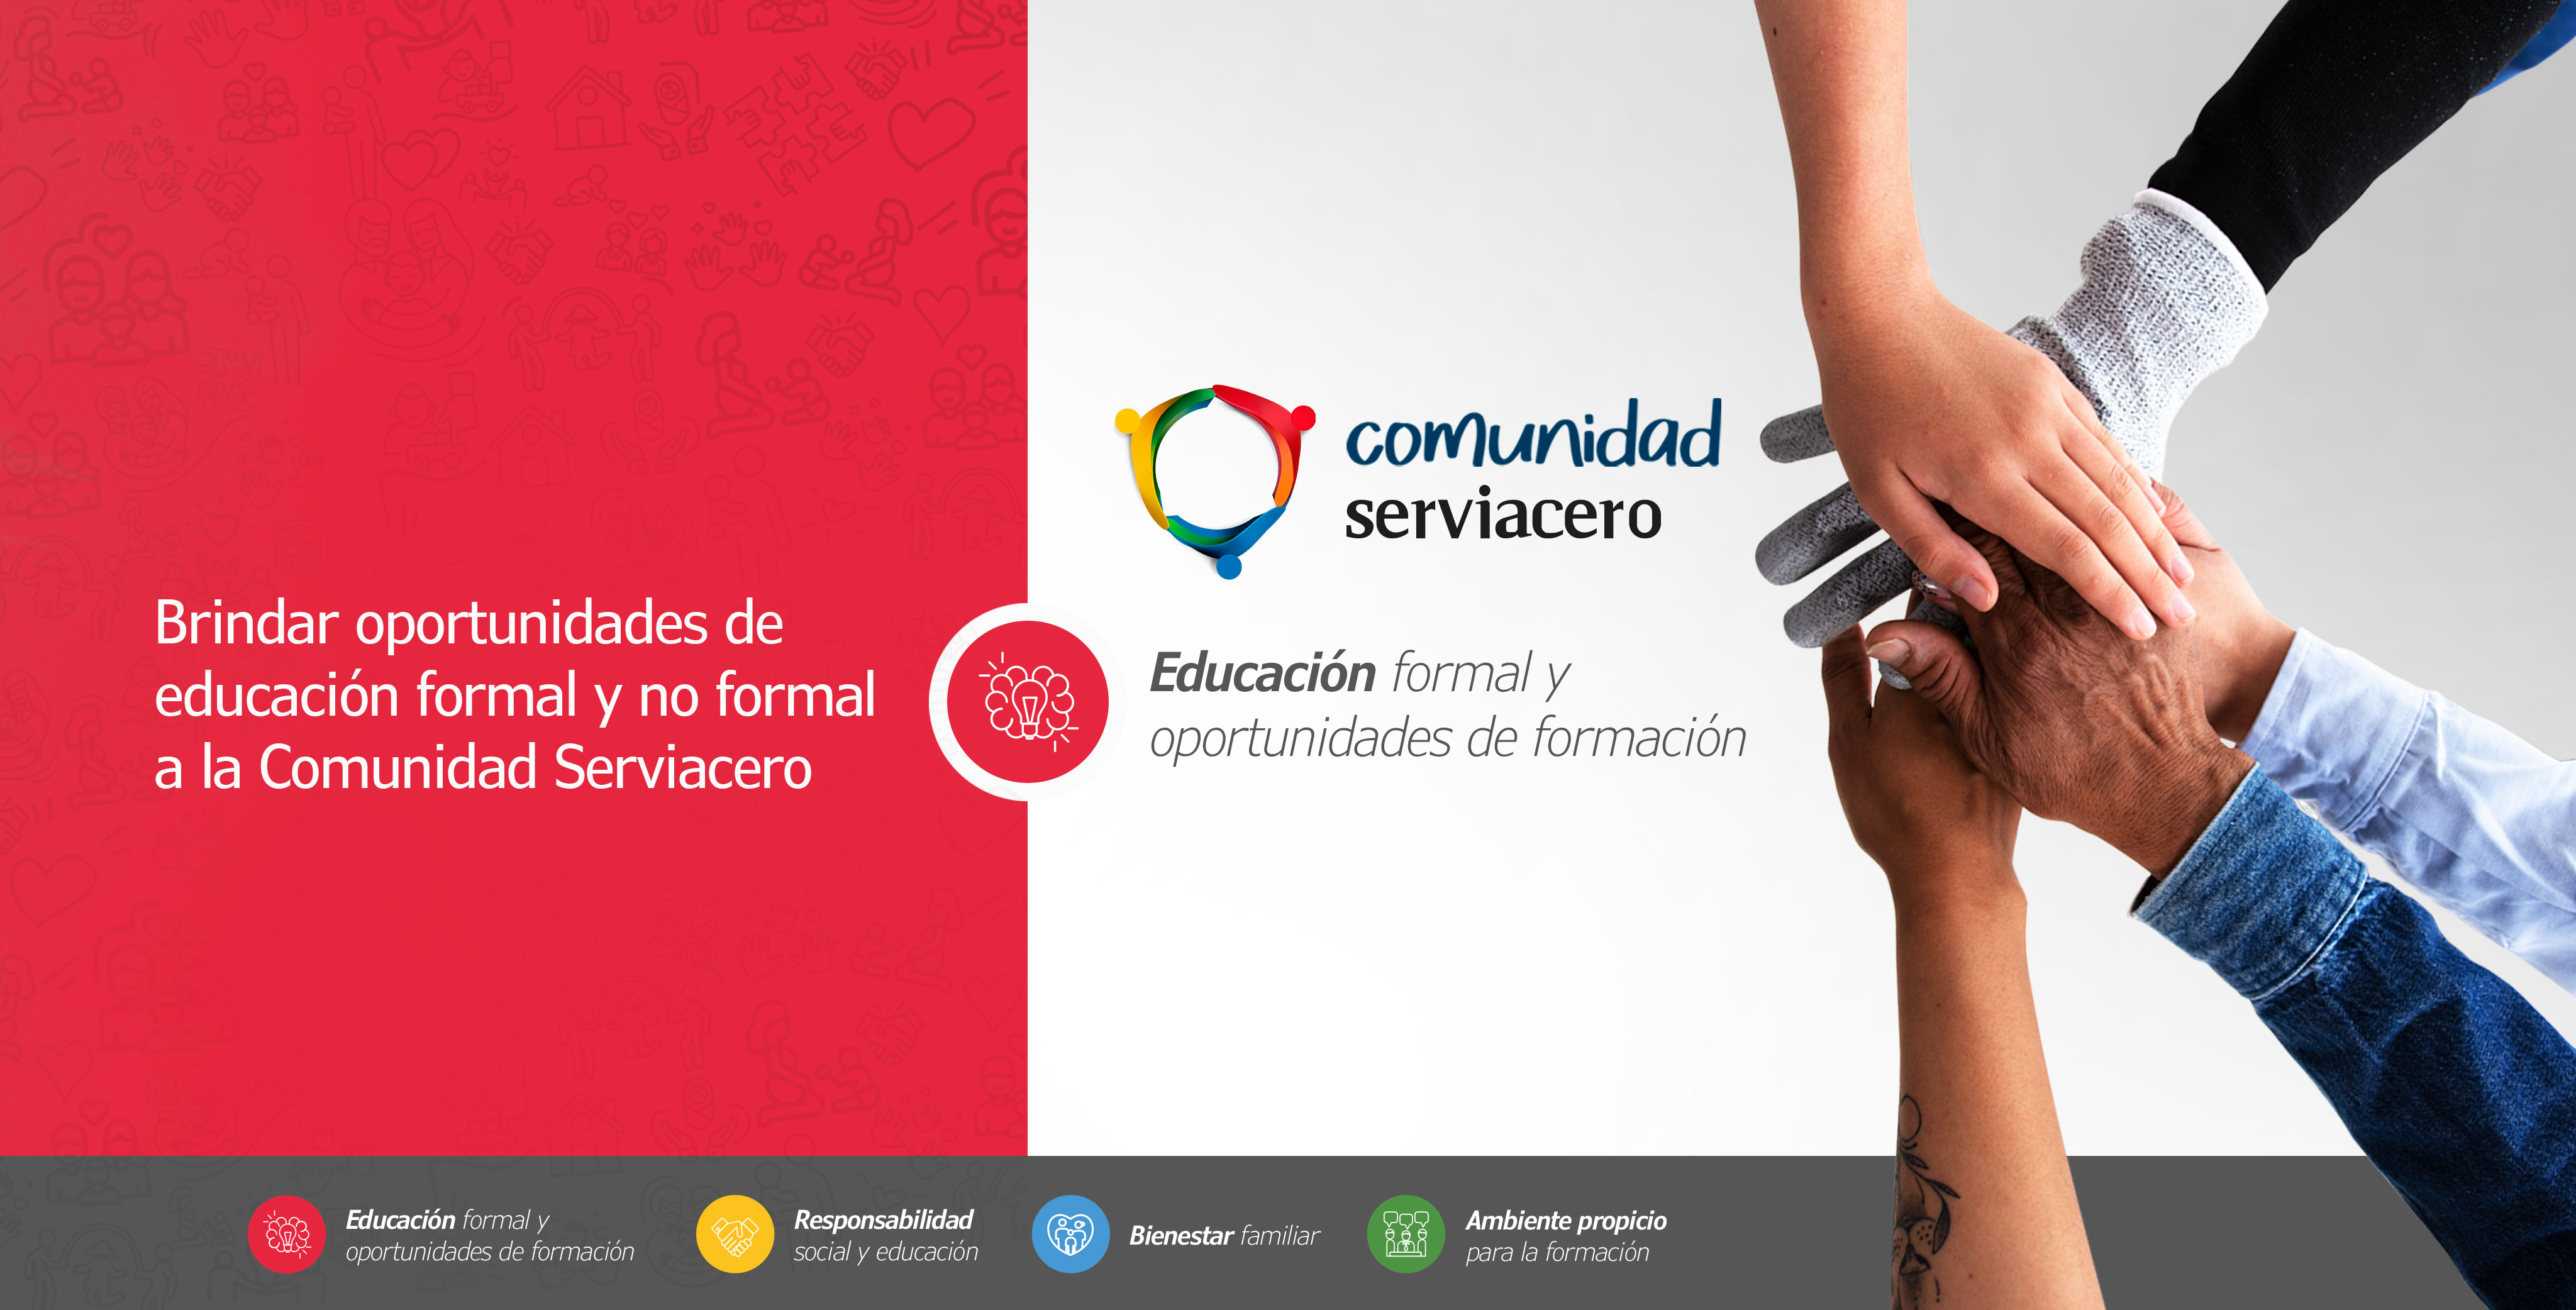 Brindar oportunidades de
educación formal y no formal
a la Comunidad Serviacero
comunidad
serviacero
Educación formal y
oportunidades de formación
Educación formal y
oportunidades de formación
Responsabilidad
social y educación
Bienestar familiar
Ambiente propicio
para la formación